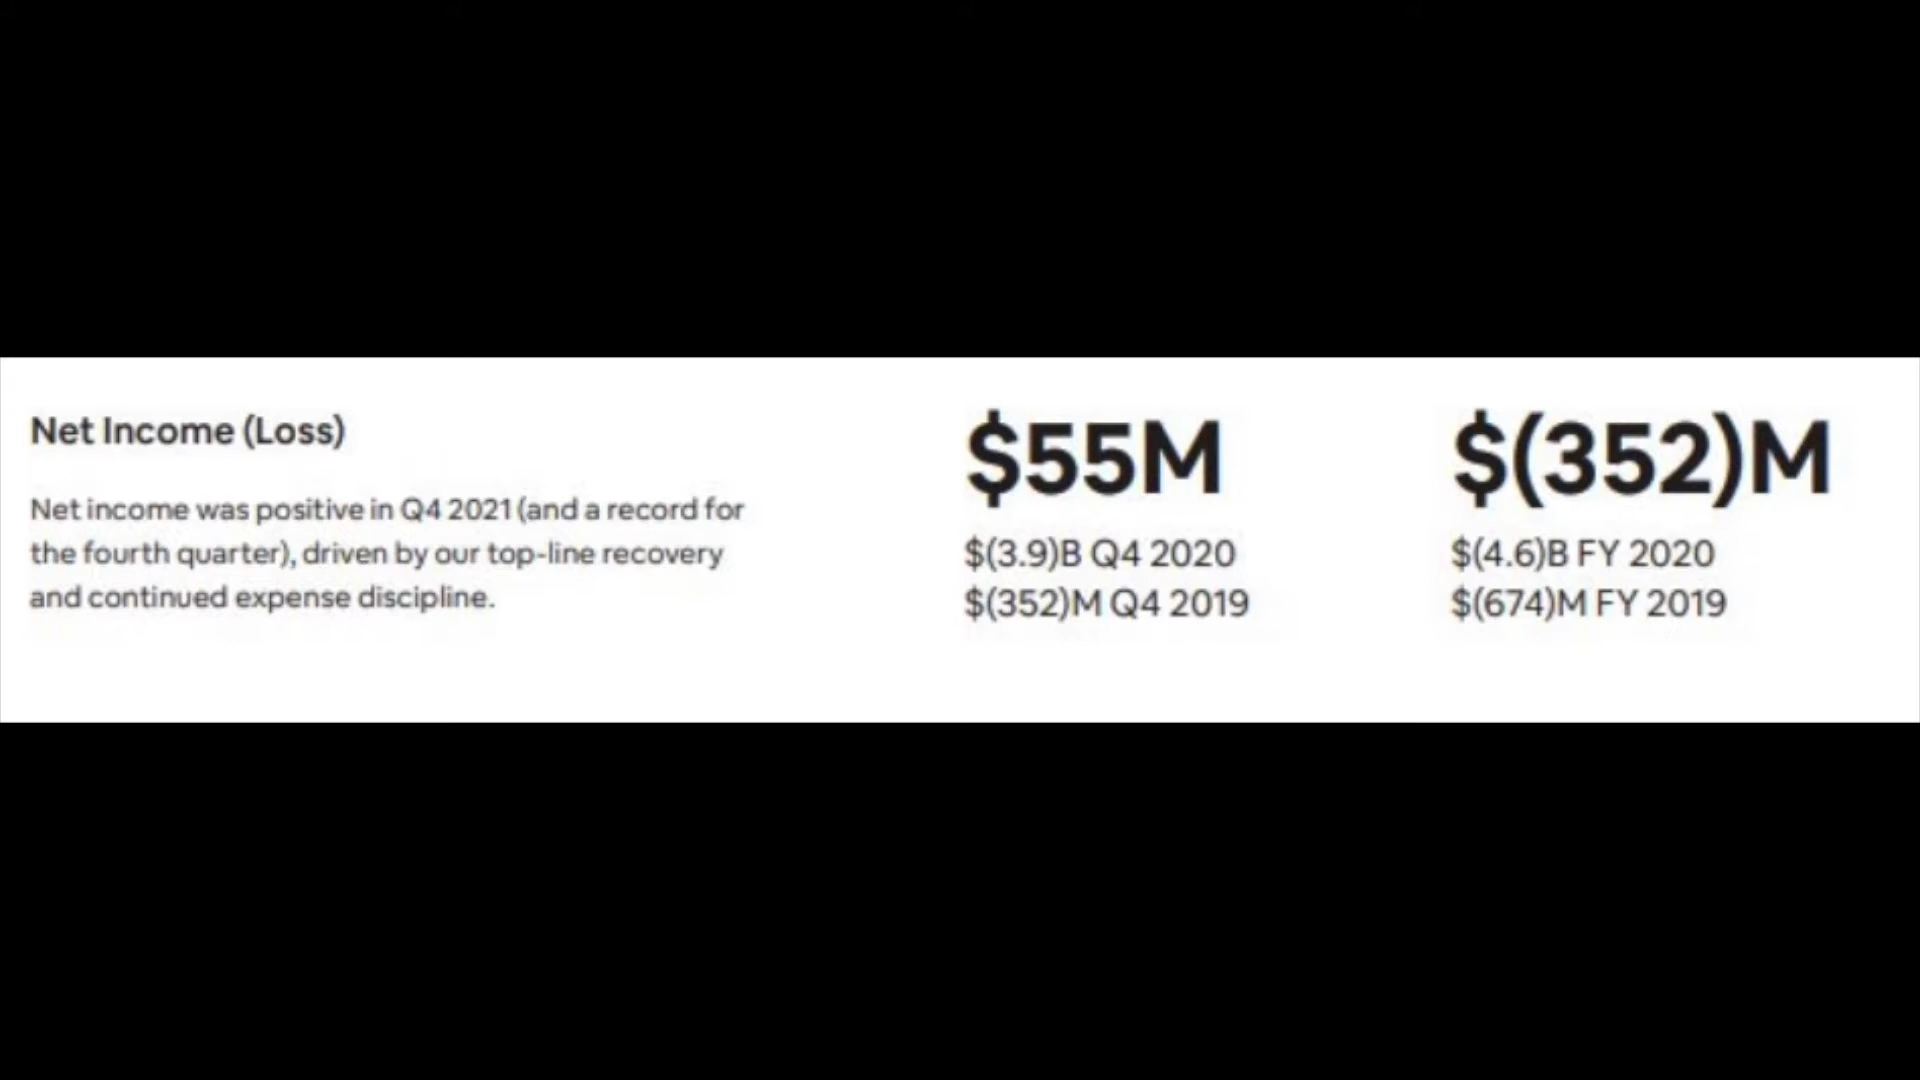 Net Income (Loss)
Net income was positive in Q4 2021 (and a record for
the fourth quarter), driven by our top-line recovery
and continued expense discipline.
$55M
$(3.9)B Q4 2020
$(352)M Q4 2019
$(352)M
$(4.6)B FY 2020
$(674)M FY 2019